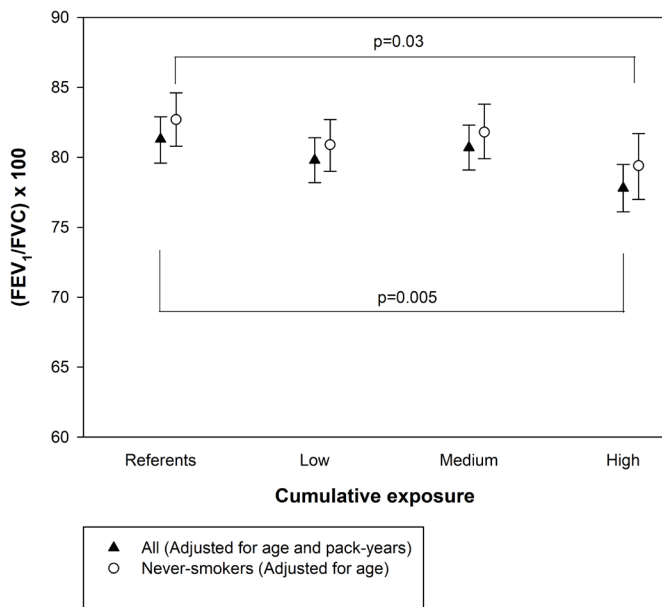 90
85
80
75
70
65
60
(FEV₁/FVC) x 100
p=0.03
p=0.005
Referents Low Medium High
Cumulative exposure
All (Adjusted for age and pack-years)
Never-smokers (Adjusted for age)